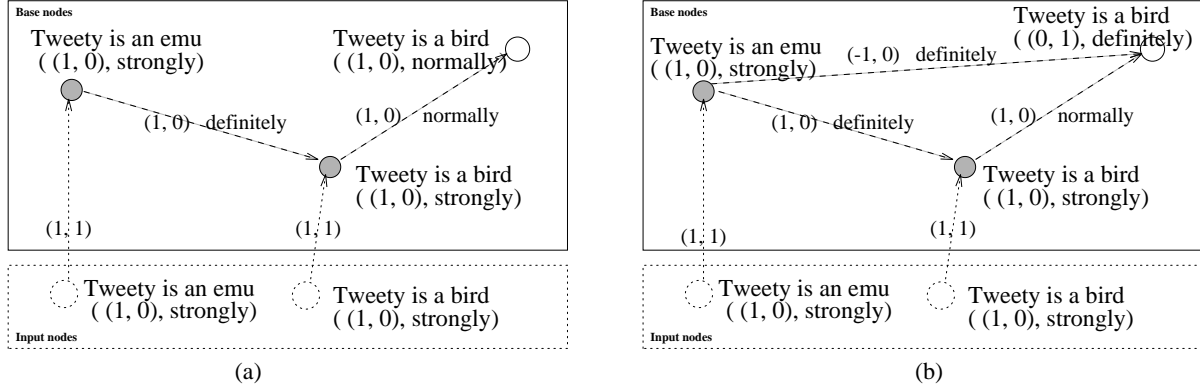 Base nodes
Tweety is an emu
( (1, 0), strongly)
Tweety is a bird
( (1, 0), normally)
(1, 0) definitely
(1, 0) normally
Tweety is a bird
( (1, 0), strongly)
(1, 1)
(1, 1)
Tweety is an emu
( (1, 0), strongly)
Tweety is a bird
( (1, 0), strongly)
Input nodes
(a)
Base nodes
Tweety is a bird
( (0, 1), definitely)
Tweety is an emu
( (1, 0), strongly)
(-1, 0) definitely
(1, 0) definitely
(1, 0) normally
Tweety is a bird
( (1, 0), strongly)
(1, 1)
(1, 1)
Tweety is an emu
( (1, 0), strongly)
Tweety is a bird
( (1, 0), strongly)
Input nodes
(b)